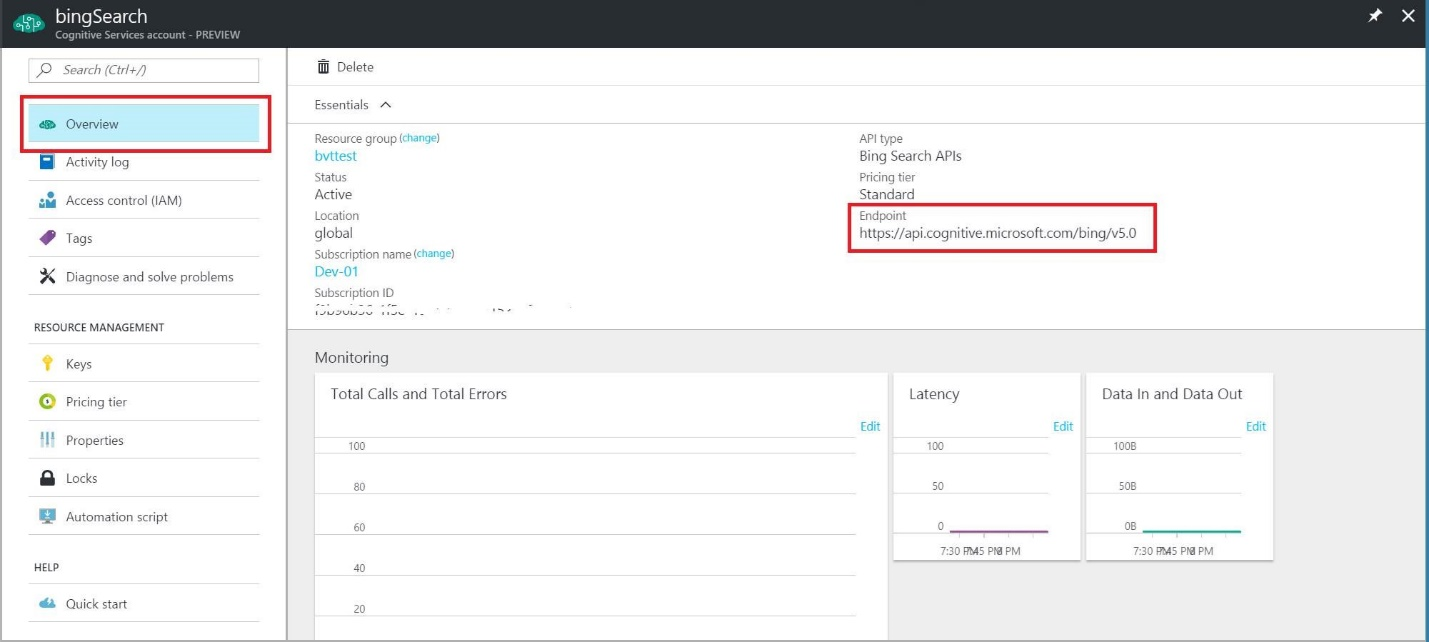 bingSearch
Cognitive Services account - PREVIEW
Search (Ctrl+/)
Overview
Activity log
Access control (IAM)
Tags
Diagnose and solve problems
RESOURCE MANAGEMENT
Keys
Pricing tier
Properties
Locks
Automation script
HELP
Quick start
Delete
Essentials
Resource group (change)
bvttest
Status
Active
Location
global
Subscription name (change)
Dev-01
Subscription ID
API type
Bing Search APIs
Pricing tier
Standard
Endpoint
https://api.cognitive.microsoft.com/bing/v5.0
Monitoring
Total Calls and Total Errors
Edit
100
80
60
40
20
Latency
Edit
100
50
0
7:30 PM 7:45 PM 8 PM
Data In and Data Out
Edit
100B
50B
0B
7:30 PM 7:45 PM 8 PM